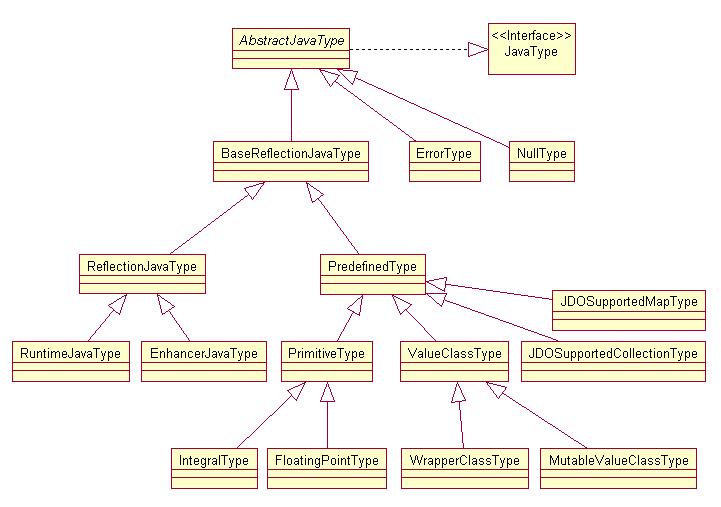 AbstractJavaType
<<Interface>>
JavaType
BaseReflectionJavaType
ErrorType
NullType
ReflectionJavaType
PredefinedType
JDOSupportedMapType
RuntimeJavaType
EnhancerJavaType
PrimitiveType
ValueClassType
JDOSupportedCollectionType
IntegralType
FloatingPointType
WrapperClassType
MutableValueClassType